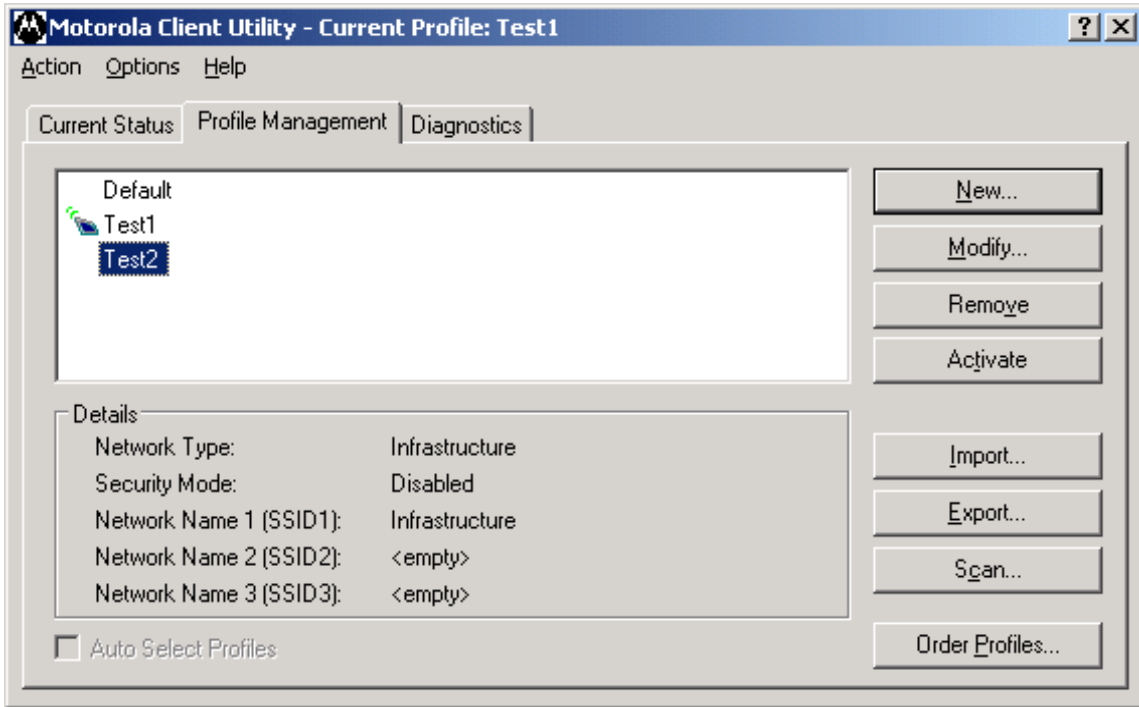 Motorola Client Utility - Current Profile: Test1
Action Options Help
Current Status Profile Management Diagnostics
Default
Test1
Test2
New...
Modify...
Remove
Activate
Details
Network Type: Infrastructure
Security Mode: Disabled
Network Name 1 (SSID1): Infrastructure
Network Name 2 (SSID2): <empty>
Network Name 3 (SSID3): <empty>
Import...
Export...
Scan...
Auto Select Profiles
Order Profiles...